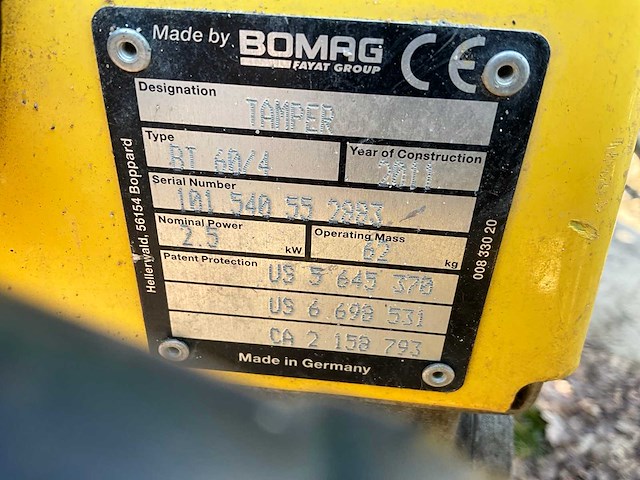 Made by BOMAG CE
FAYAT GROUP
Designation
TAMPER
Type
BT 60/4
Year of Construction
2011
Serial Number
101 540 55 2883
Nominal Power
2.5 kW
Operating Mass
62 kg
Patent Protection
US 5 645 370
US 6 698 531
CA 2 158 793
Made in Germany
Hellerwald, 56154 Boppard
008 330 20